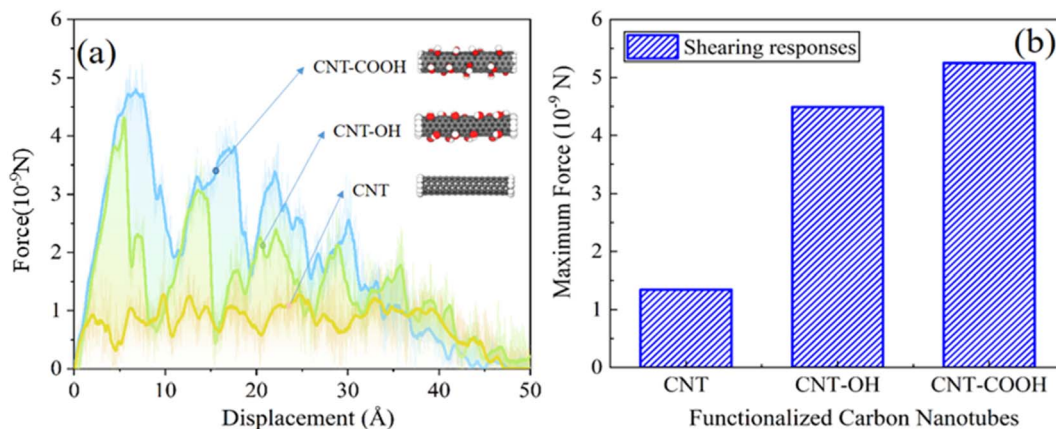 (a)
6
5
4
3
2
1
0
Force(10⁻⁹N)
CNT-COOH
CNT-OH
CNT
0 10 20 30 40 50
Displacement (Å)
(b)
Shearing responses
6
5
4
3
2
1
0
Maximum Force (10⁻⁹ N)
CNT CNT-OH CNT-COOH
Functionalized Carbon Nanotubes